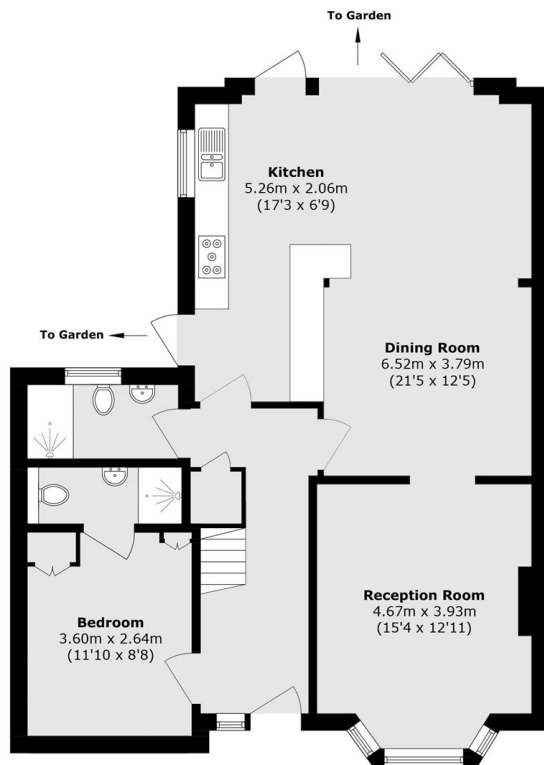 To Garden
Kitchen
5.26m x 2.06m
(17'3 x 6'9)
To Garden
Dining Room
6.52m x 3.79m
(21'5 x 12'5)
Reception Room
4.67m x 3.93m
(15'4 x 12'11)
Bedroom
3.60m x 2.64m
(11'10 x 8'8)